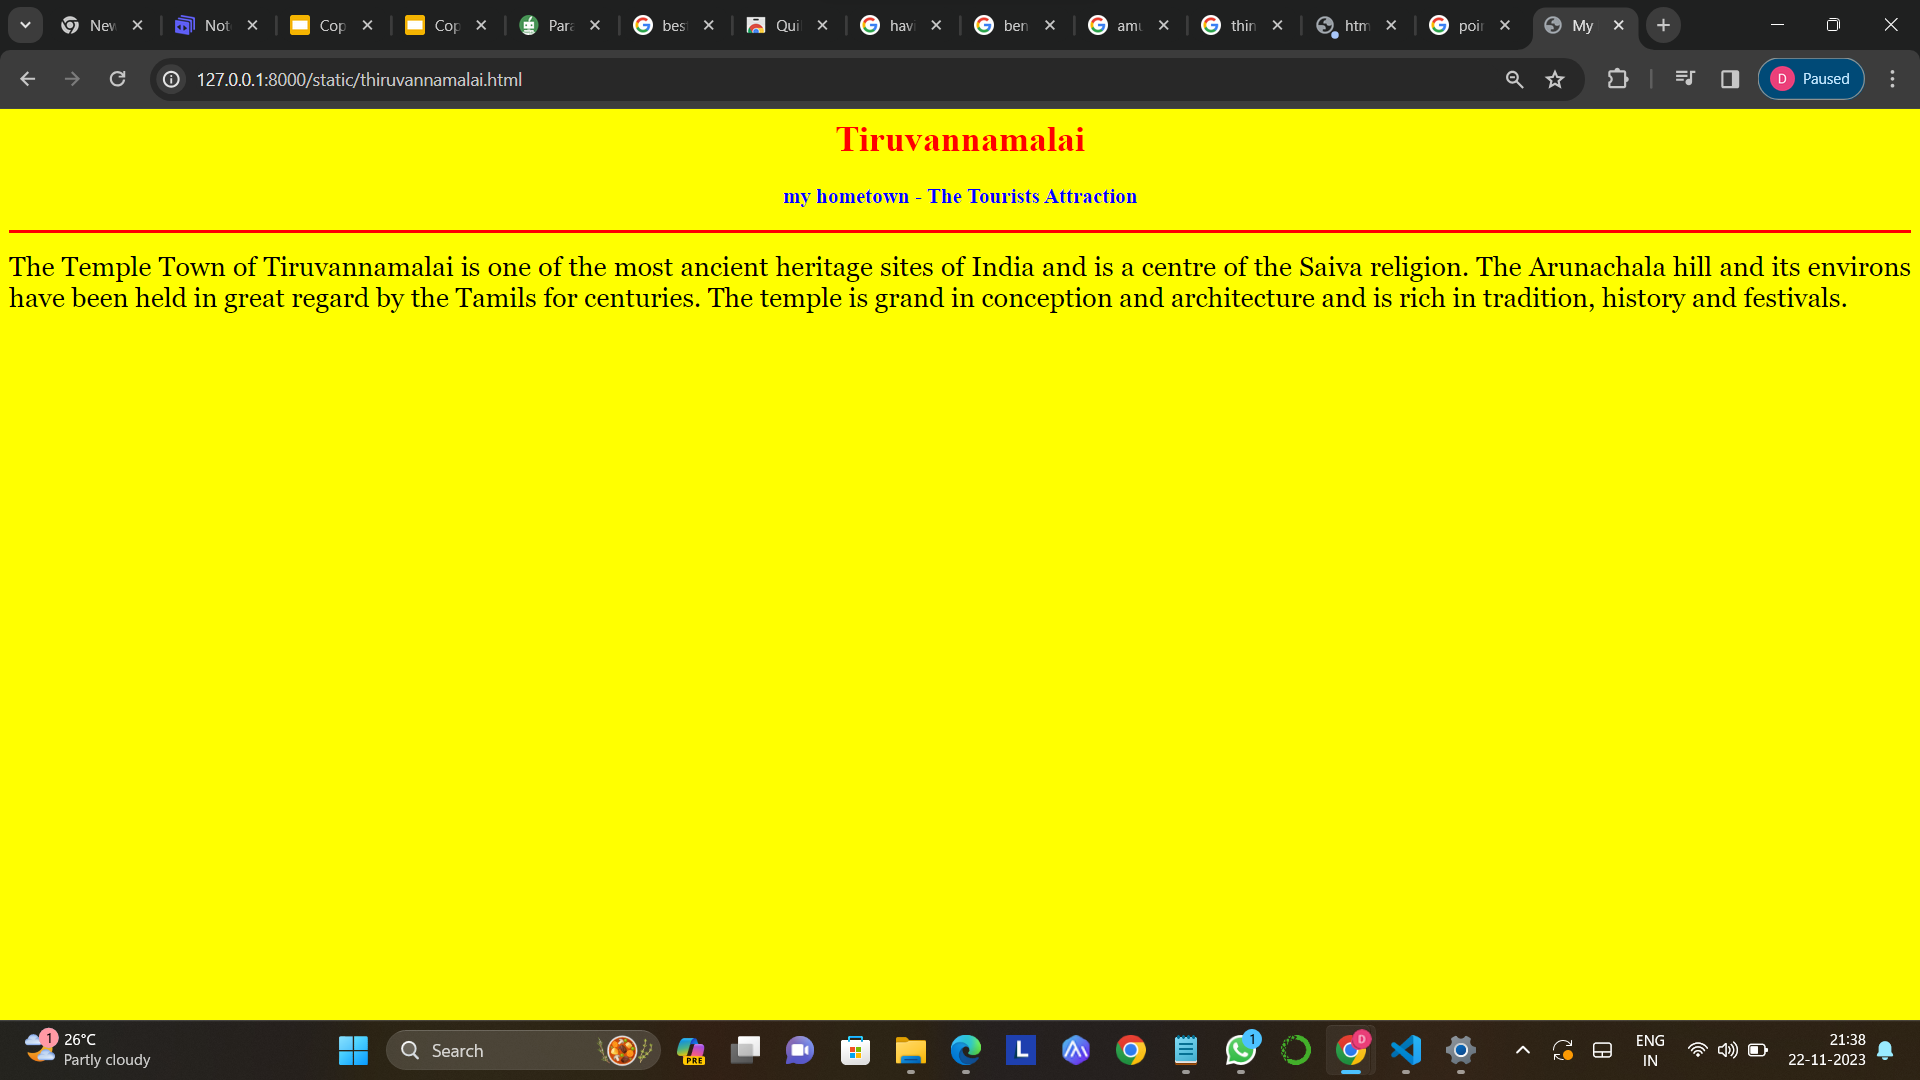 New
Not
Cop
Cop
Para
best
Qui
havi
ben
amu
thin
htm
poin
My
127.0.0.1:8000/static/thiruvannamalai.html
D
Paused
Tiruvannamalai
my hometown - The Tourists Attraction
The Temple Town of Tiruvannamalai is one of the most ancient heritage sites of India and is a centre of the Saiva religion. The Arunachala hill and its environs
have been held in great regard by the Tamils for centuries. The temple is grand in conception and architecture and is rich in tradition, history and festivals.
1
26°C
Partly cloudy
Search
PRE
L
1
D
ENG
IN
21:38
22-11-2023